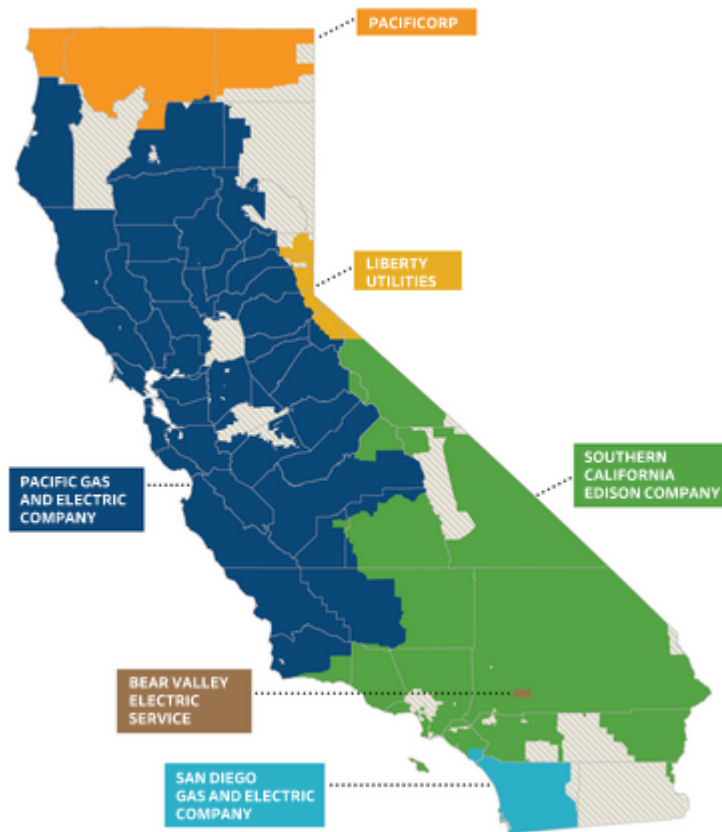 PACIFICORP
LIBERTY
UTILITIES
SOUTHERN
CALIFORNIA
EDISON COMPANY
PACIFIC GAS
AND ELECTRIC
COMPANY
BEAR VALLEY
ELECTRIC
SERVICE
SAN DIEGO
GAS AND ELECTRIC
COMPANY